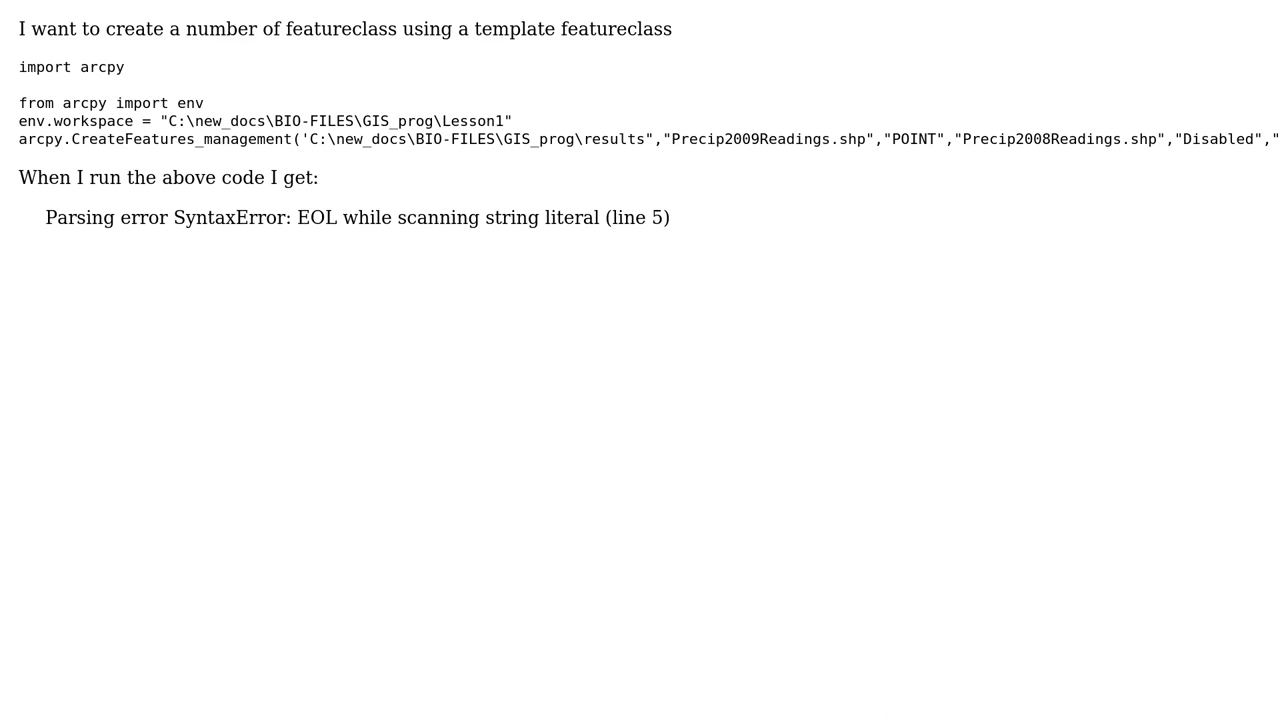 I want to create a number of featureclass using a template featureclass
import arcpy
from arcpy import env
env.workspace = "C:\new_docs\BIO-FILES\GIS_prog\Lesson1"
arcpy.CreateFeatures_management('C:\new_docs\BIO-FILES\GIS_prog\results","Precip2009Readings.shp","POINT","Precip2008Readings.shp","Disabled","
When I run the above code I get:
Parsing error SyntaxError: EOL while scanning string literal (line 5)